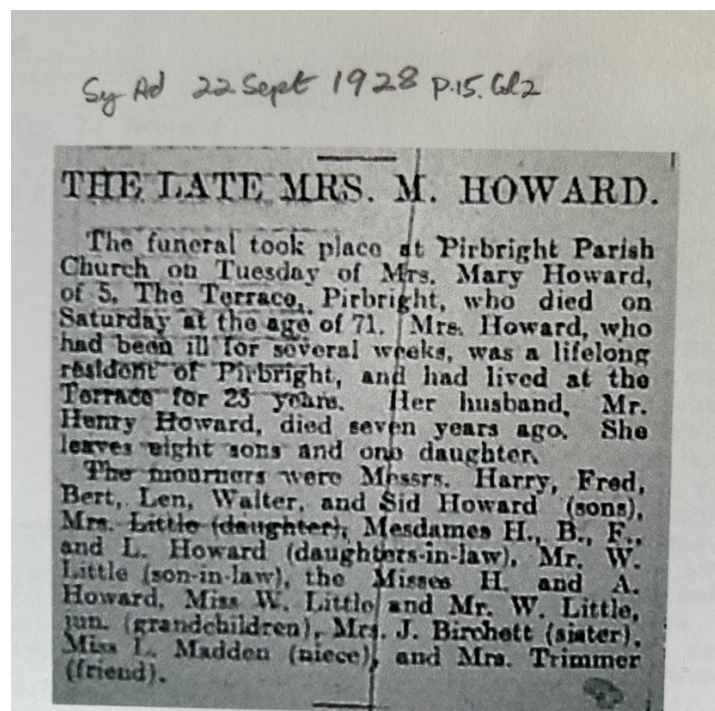 Sy Ad 22 Sept 1928 P.15. Col 2
THE LATE MRS. M. HOWARD.
The funeral took place at Pirbright Parish
Church on Tuesday of Mrs. Mary Howard,
of 5, The Terrace, Pirbright, who died on
Saturday at the age of 71. Mrs. Howard, who
had been ill for several weeks, was a lifelong
resident of Pirbright, and had lived at the
Terrace for 23 years. Her husband, Mr.
Henry Howard, died seven years ago. She
leaves eight sons and one daughter.
The mourners were Messrs. Harry, Fred,
Bert, Len, Walter, and Sid Howard (sons),
Mrs. Little (daughter), Mesdames H., B., F.,
and L. Howard (daughters-in-law), Mr. W.
Little (son-in-law), the Misses H. and A.
Howard, Miss W. Little and Mr. W. Little,
jun. (grandchildren), Mrs. J. Birchett (sister),
Miss L. Madden (niece), and Mrs. Trimmer
(friend).